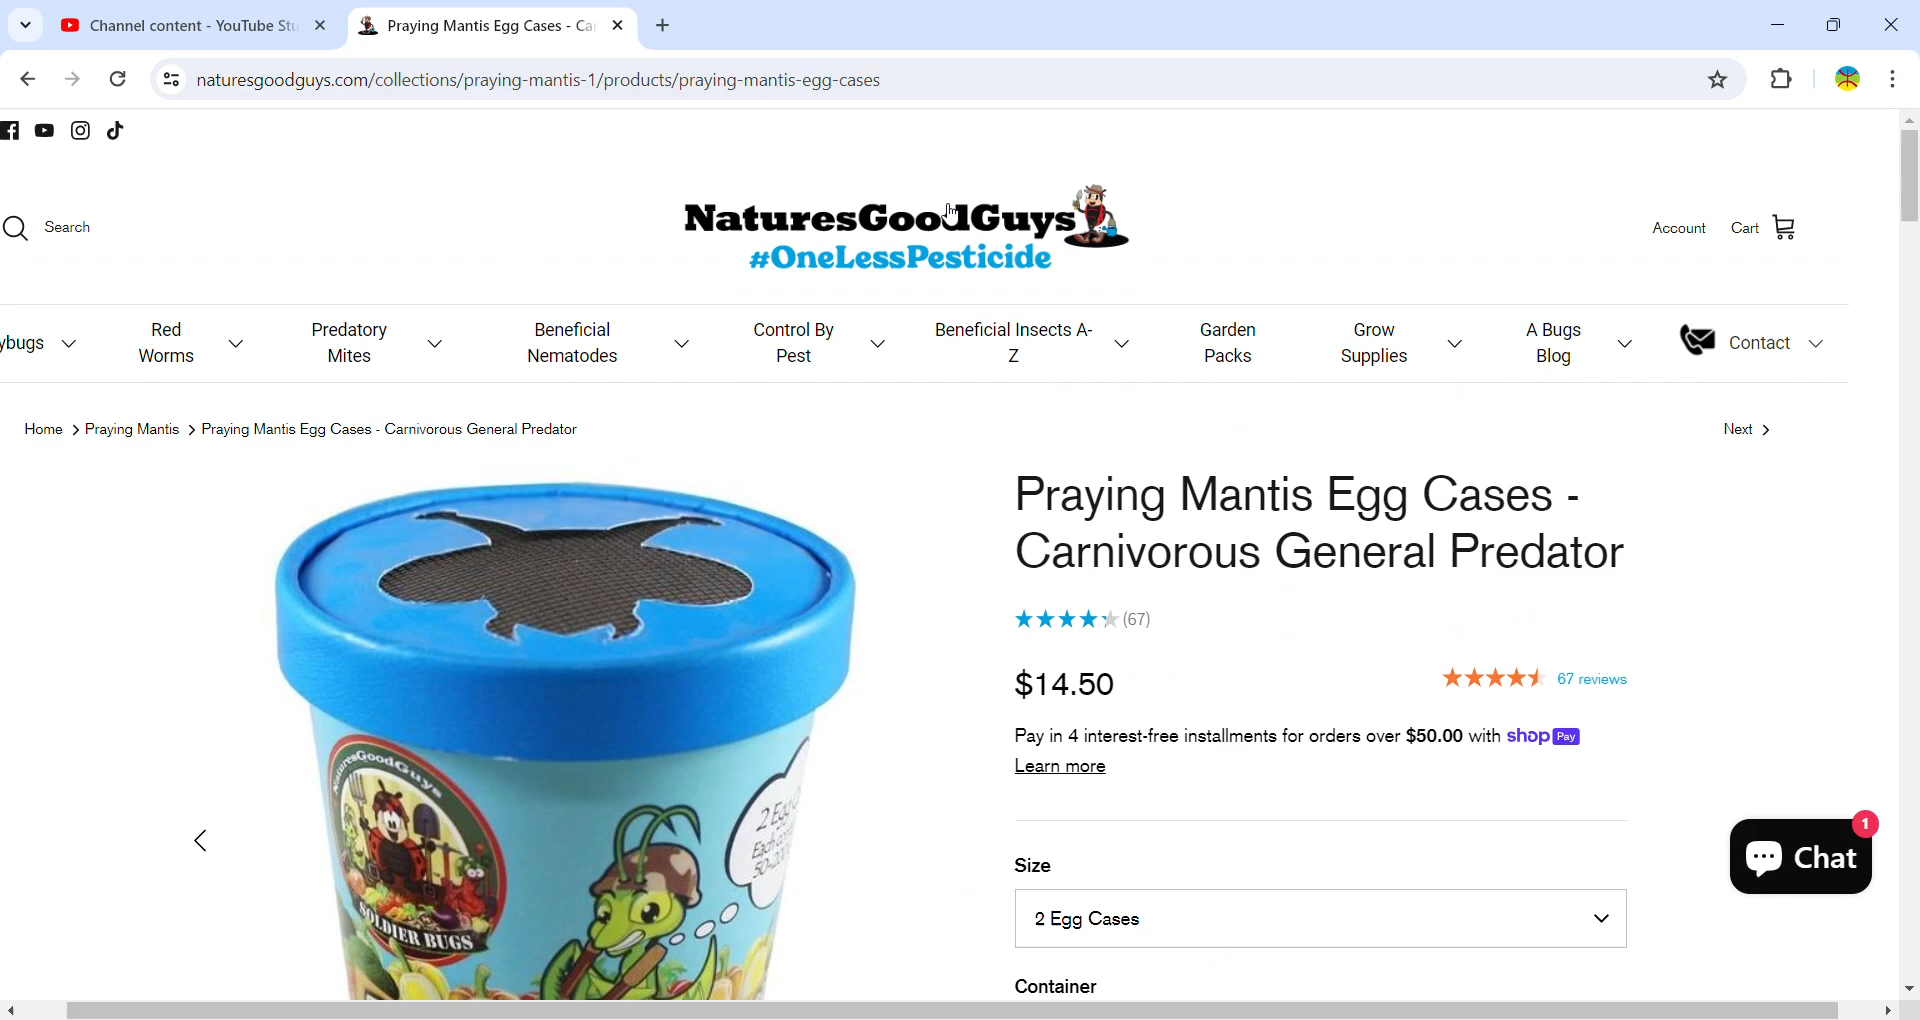 Channel content - YouTube Stu
Praying Mantis Egg Cases - Ca
naturesgoodguys.com/collections/praying-mantis-1/products/praying-mantis-egg-cases
Search
NaturesGoodGuys
#OneLessPesticide
Account
Cart
ybugs
Red
Worms
Predatory
Mites
Beneficial
Nematodes
Control By
Pest
Beneficial Insects A-
Z
Garden
Packs
Grow
Supplies
A Bugs
Blog
Contact
Home > Praying Mantis > Praying Mantis Egg Cases - Carnivorous General Predator
Next >
Praying Mantis Egg Cases -
Carnivorous General Predator
(67)
$14.50
67 reviews
Pay in 4 interest-free installments for orders over $50.00 with shop Pay
Learn more
Size
2 Egg Cases
Container
1
Chat
NaturesGoodGuys
SOLDIER BUGS
2 Egg
Each